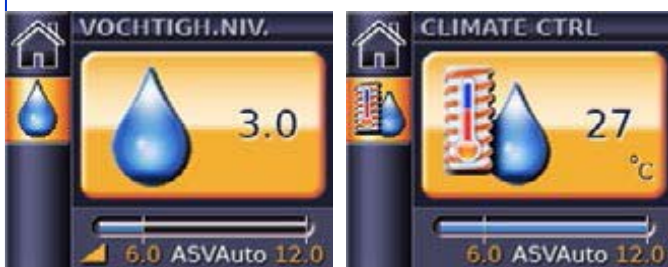 VOCHTIGH.NIV.
3.0
6.0 ASVAuto 12.0
CLIMATE CTRL
27
°C
6.0 ASVAuto 12.0